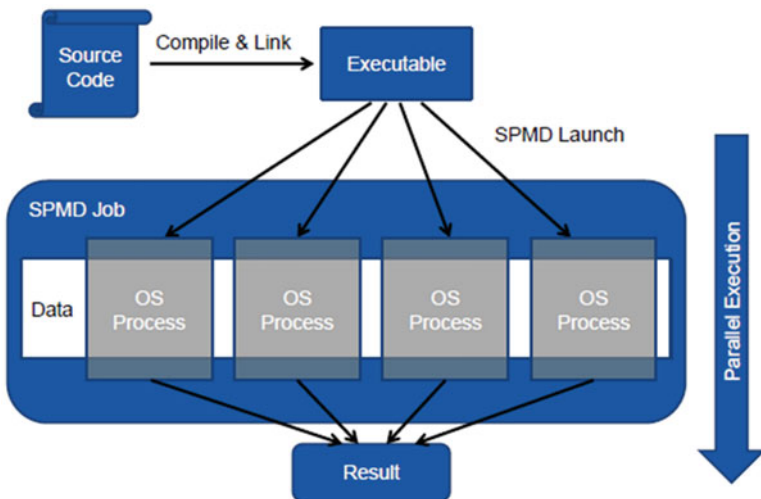 Source
Code
Compile & Link
Executable
SPMD Launch
SPMD Job
Data
OS
Process
OS
Process
OS
Process
OS
Process
Parallel Execution
Result